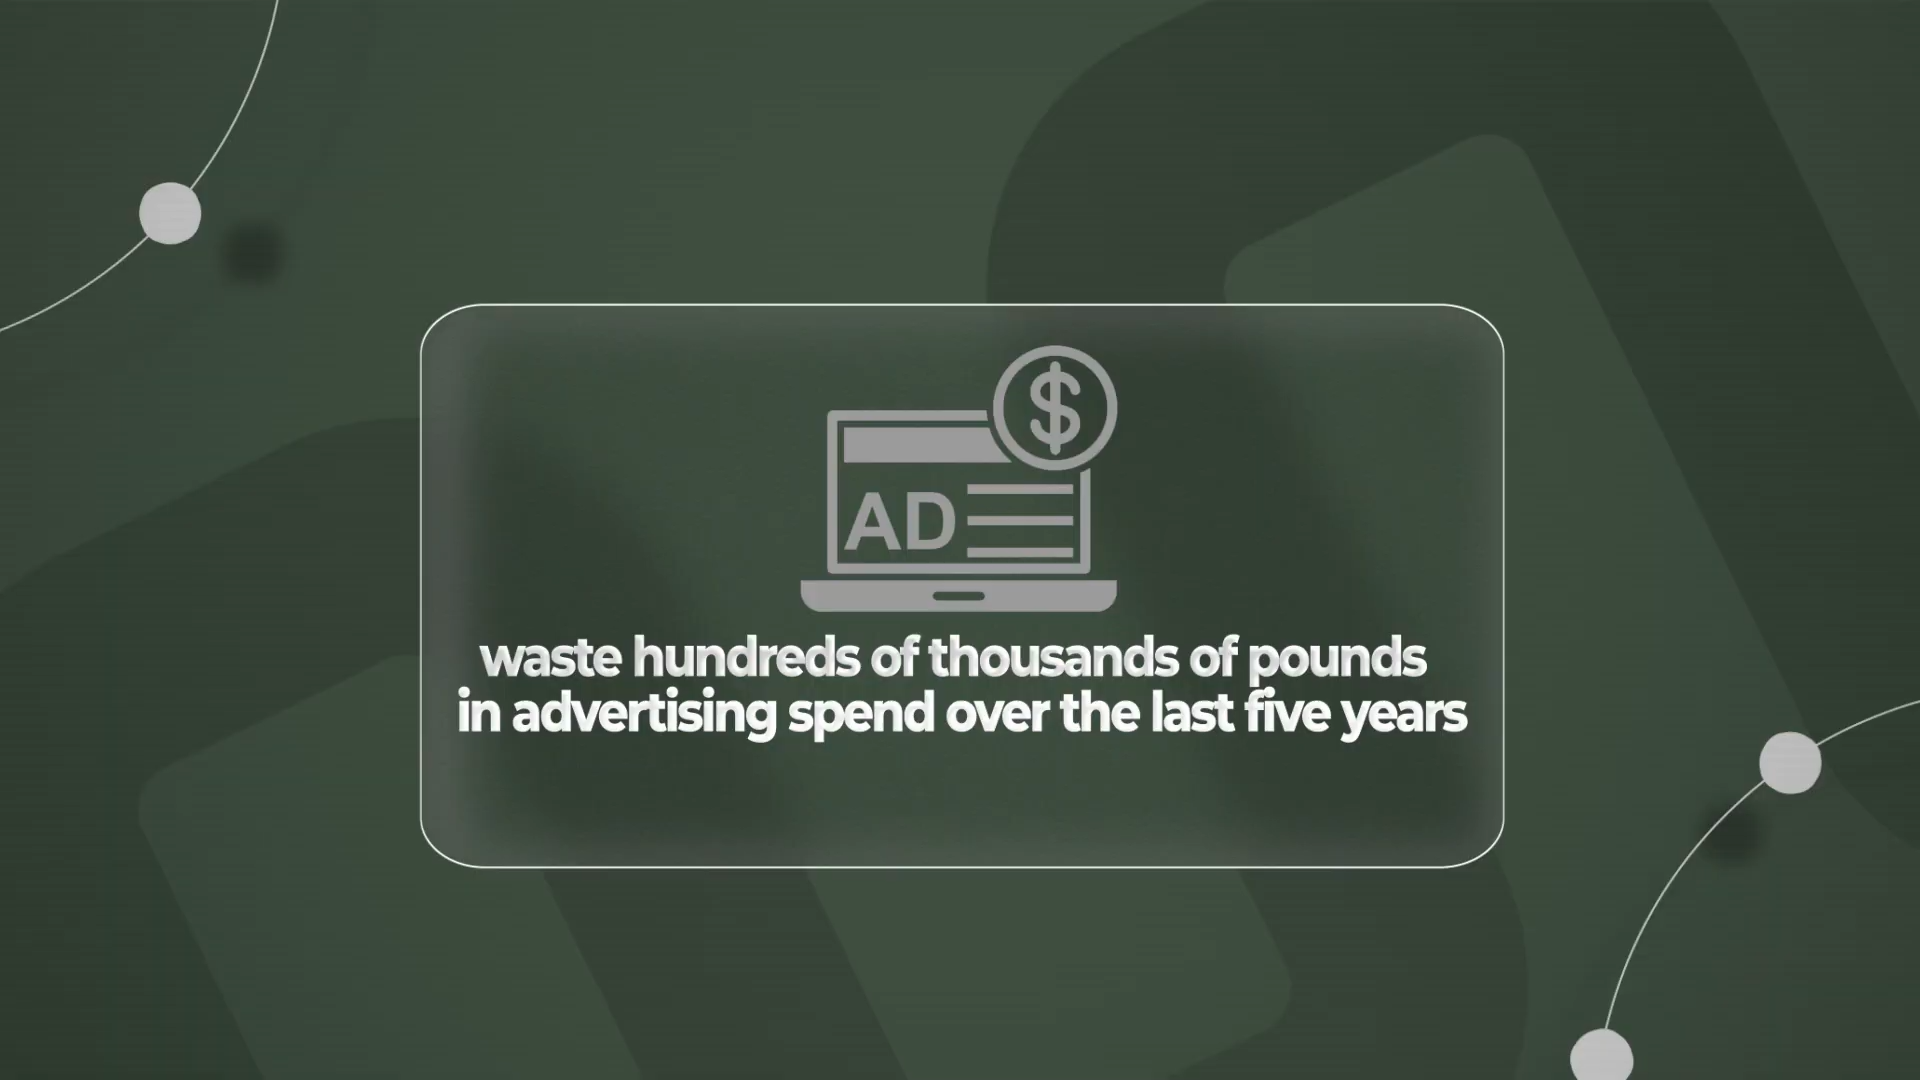 $
AD
waste hundreds of thousands of pounds
in advertising spend over the last five years